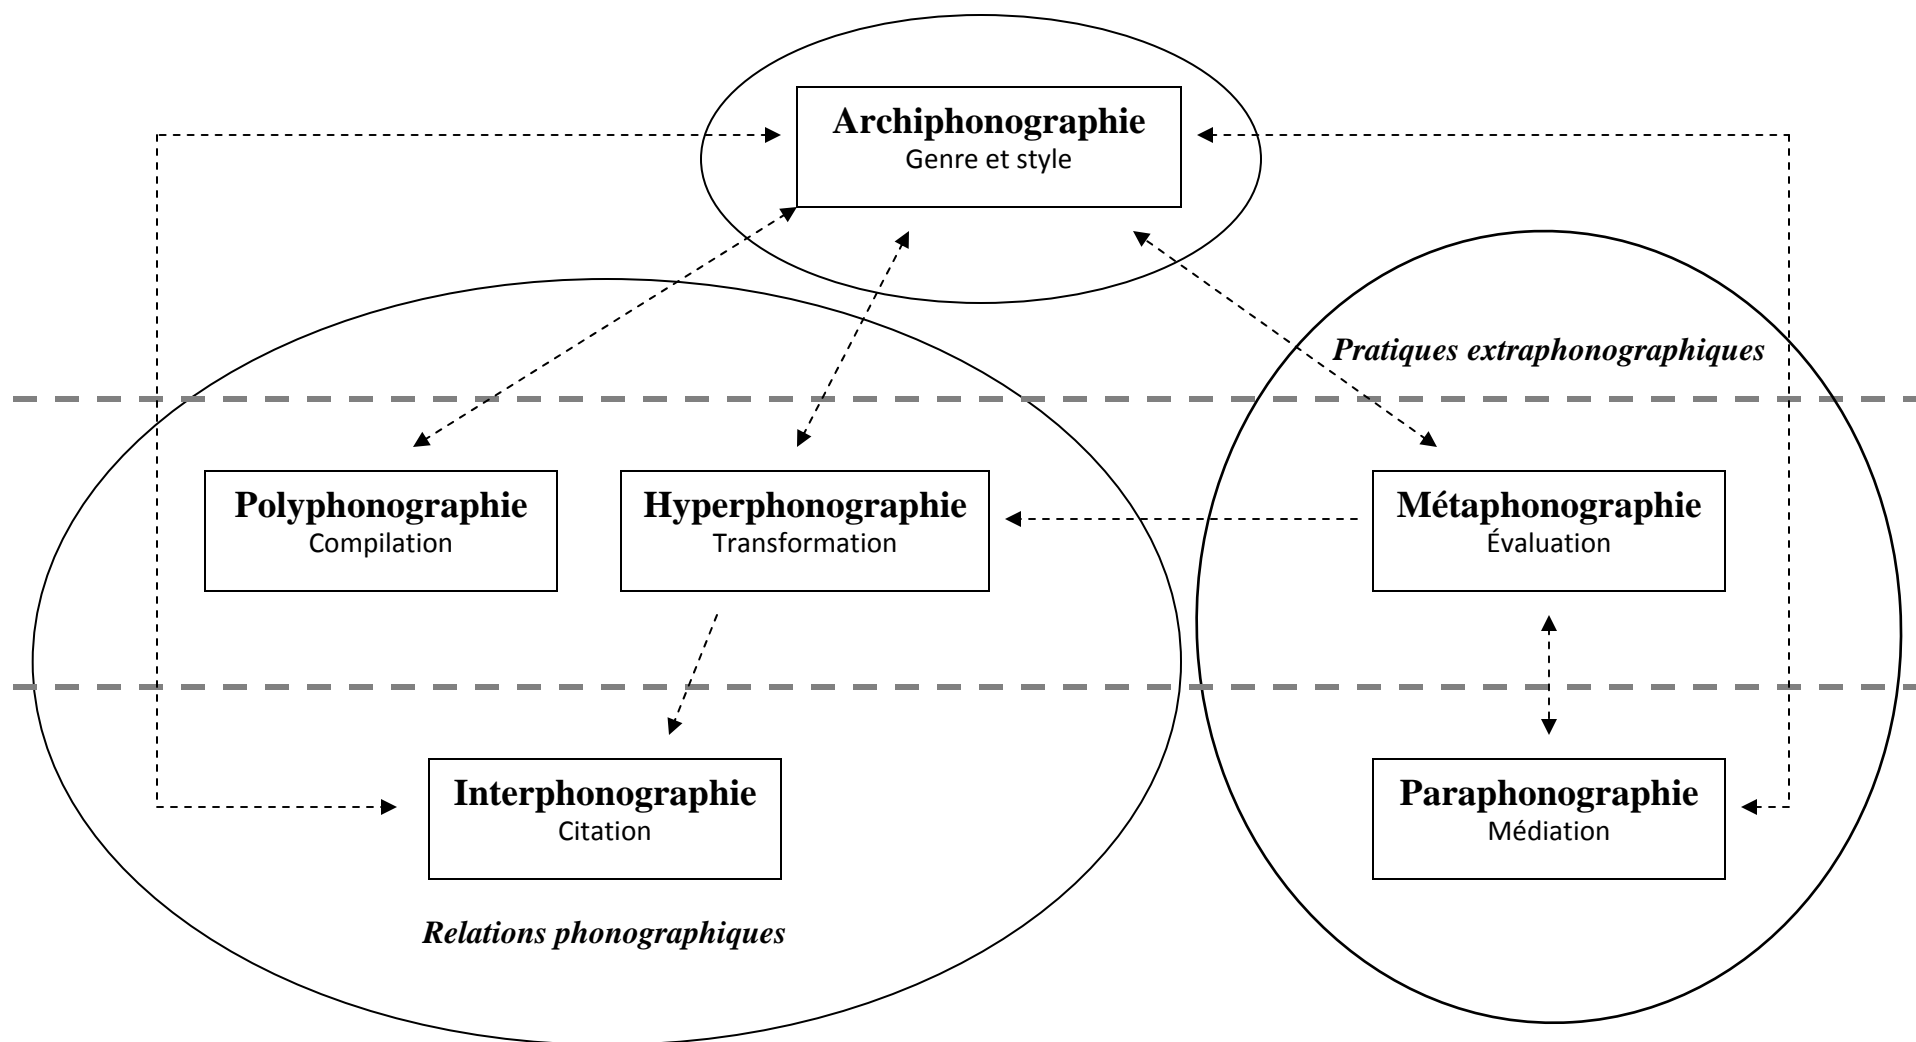 Archiphonographie
Genre et style
Pratiques extraphonographiques
Polyphonographie
Compilation
Hyperphonographie
Transformation
Métaphonographie
Évaluation
Interphonographie
Citation
Paraphonographie
Médiation
Relations phonographiques